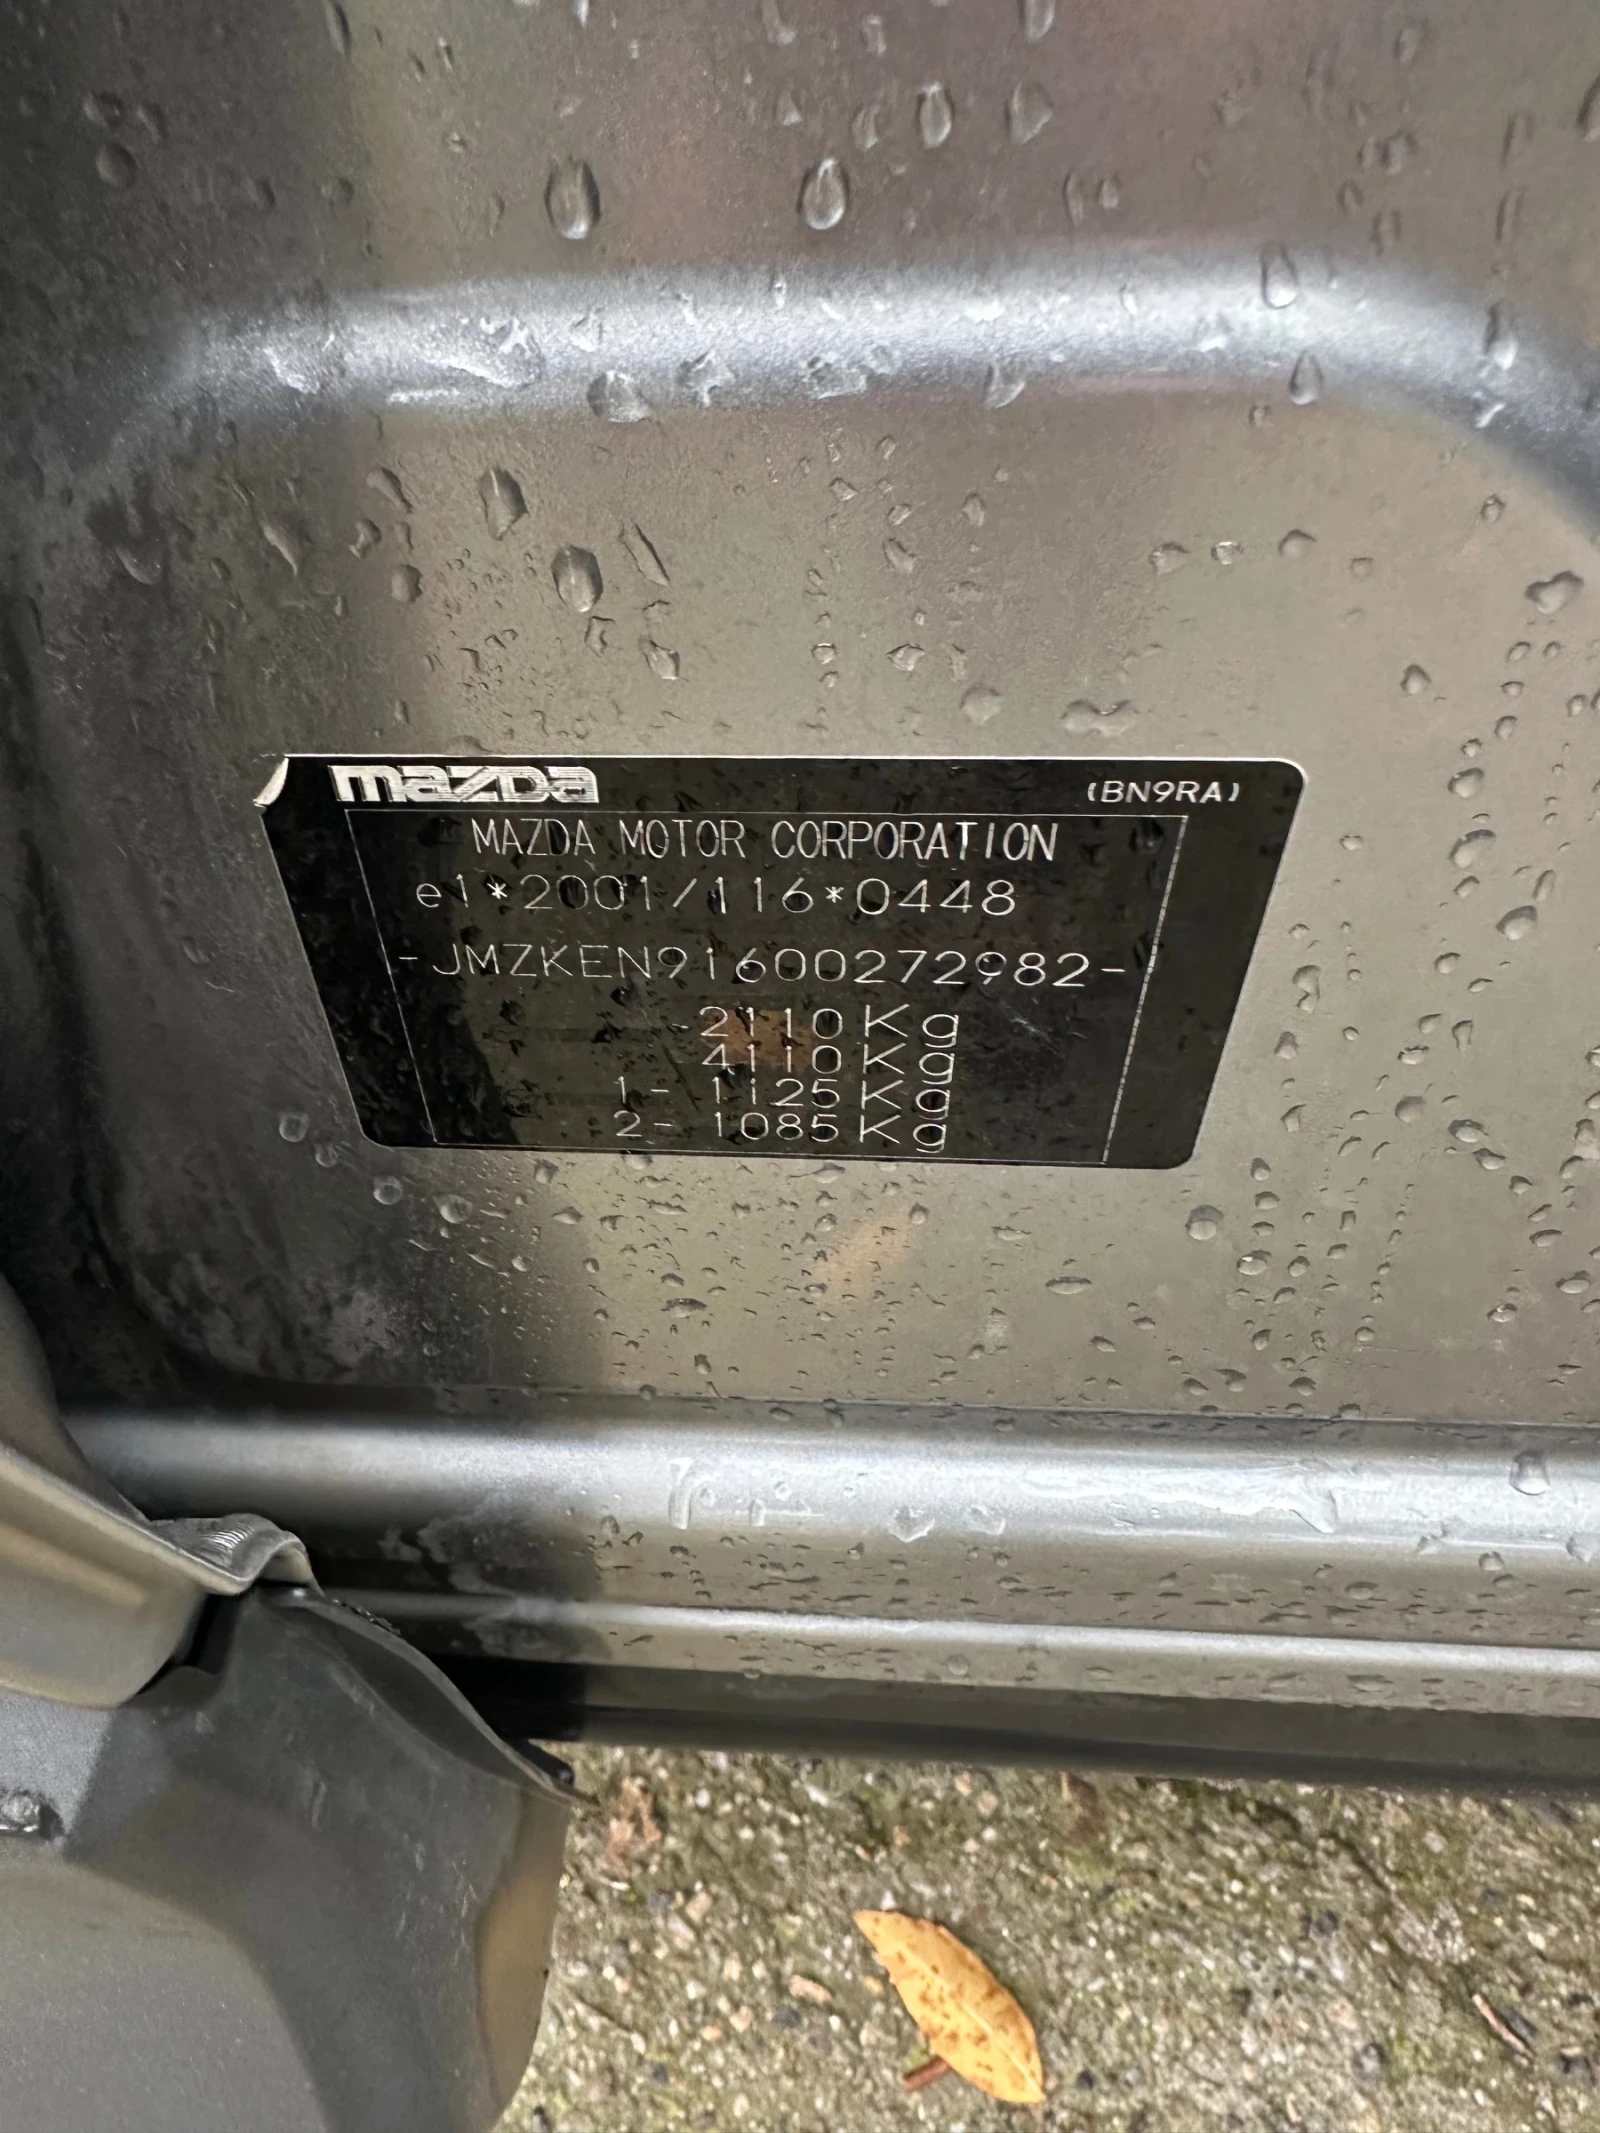 mazda
(BN9RA)
MAZDA MOTOR CORPORATION
e1*2001/116*0448
-JMZKEN91600272982-
2110Kg
4110Kg
1- 1125Kg
2- 1085Kg